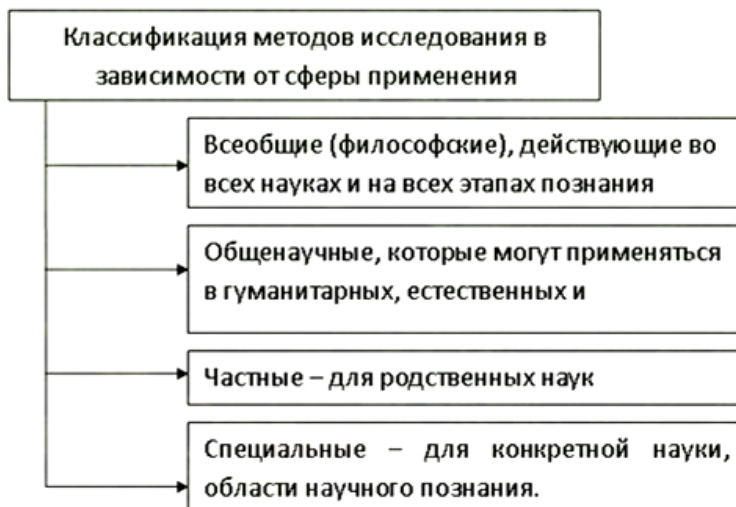 Классификация методов исследования в
зависимости от сферы применения
Всеобщие (философские), действующие во
всех науках и на всех этапах познания
Общенаучные, которые могут применяться
в гуманитарных, естественных и
Частные – для родственных наук
Специальные – для конкретной науки,
области научного познания.